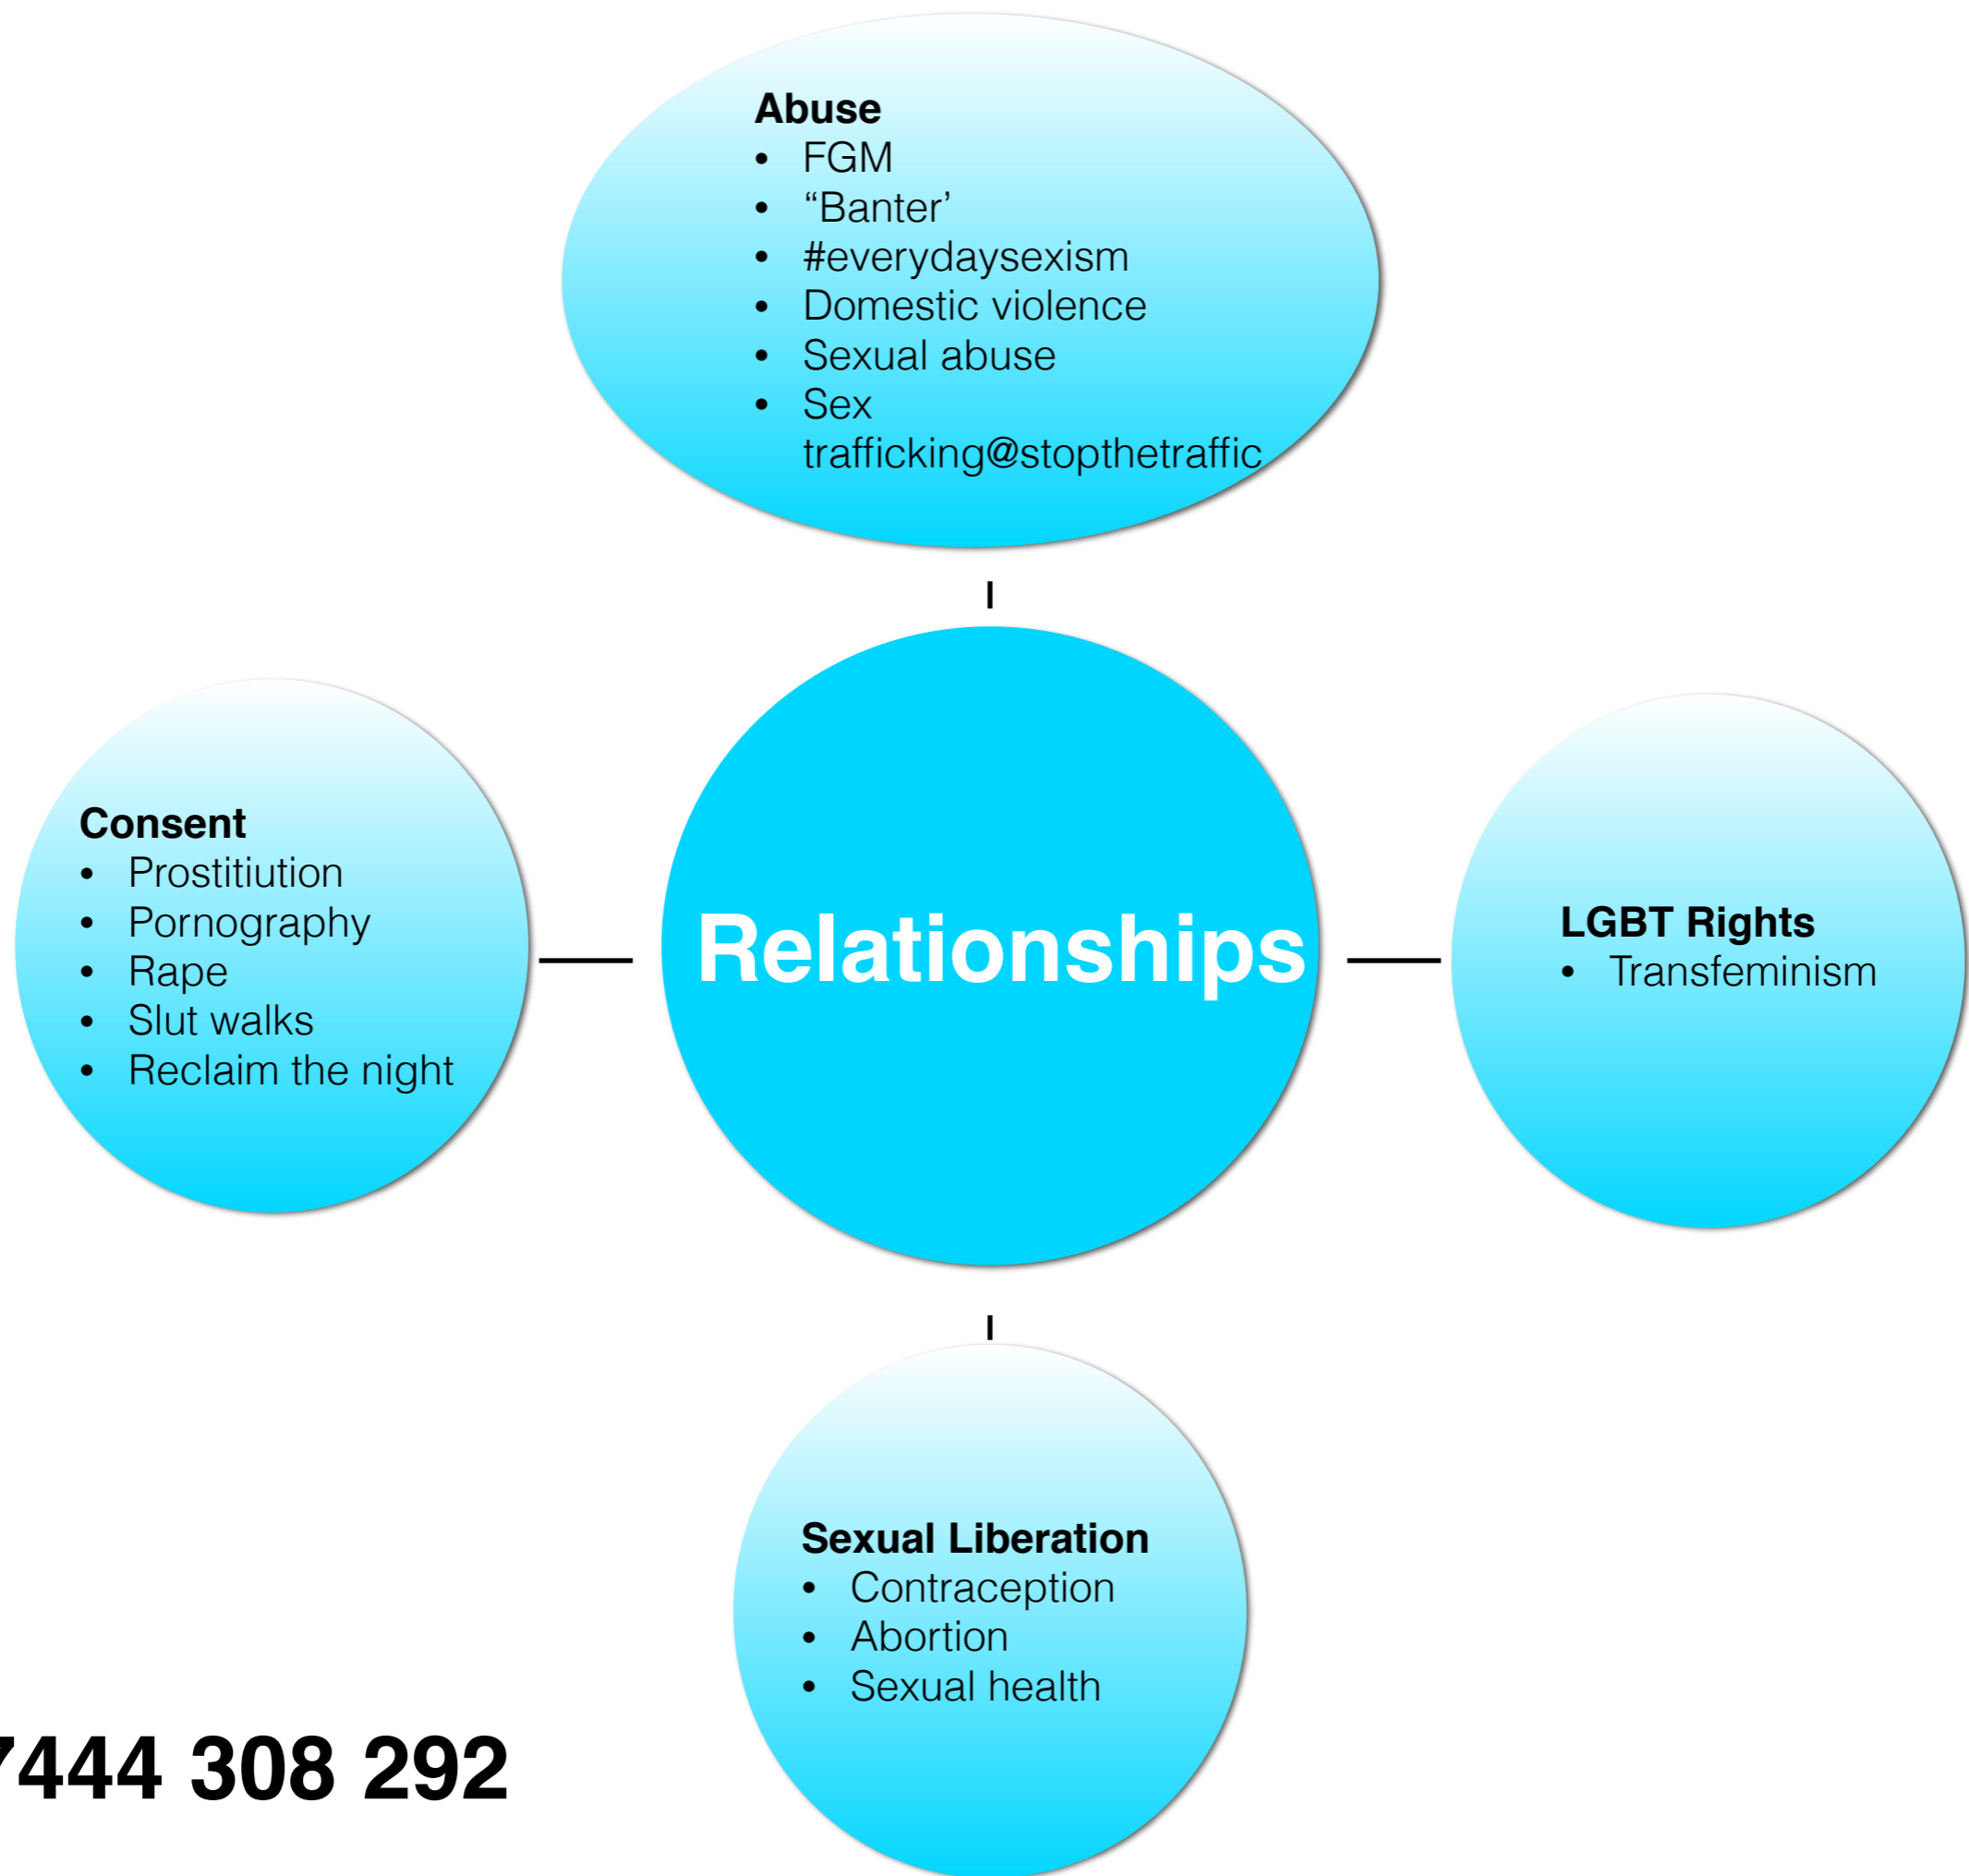 Abuse
• FGM
• “Banter’
• #everydaysexism
• Domestic violence
• Sexual abuse
• Sex
trafficking@stopthetraffic
Consent
• Prostitiution
• Pornography
• Rape
• Slut walks
• Reclaim the night
Relationships
LGBT Rights
• Transfeminism
Sexual Liberation
• Contraception
• Abortion
• Sexual health
7444 308 292